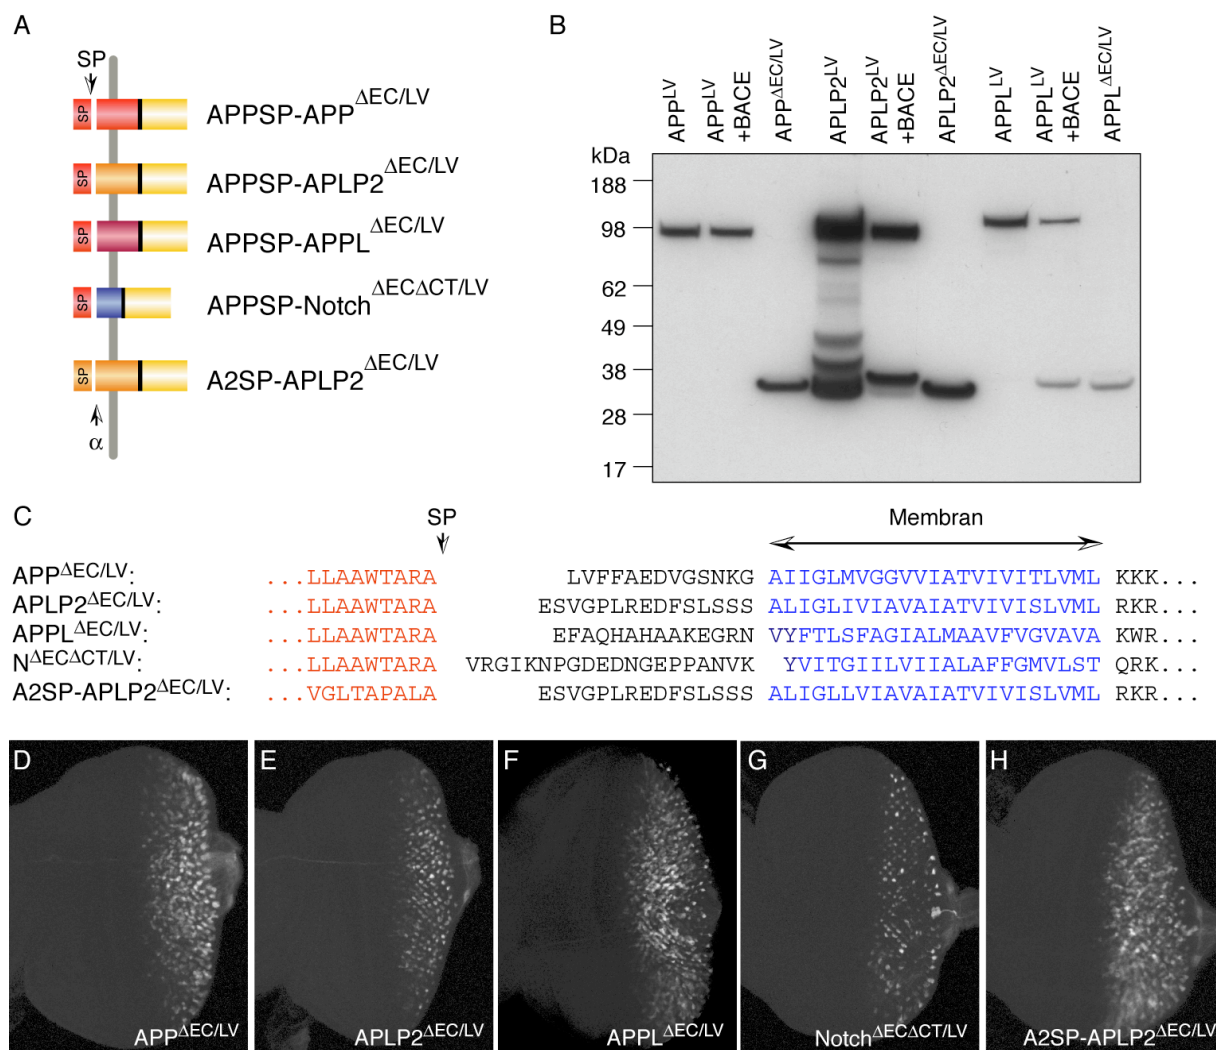 A
SP
SP
APPSP-APP^ΔEC/LV
SP
APPSP-APLP2^ΔEC/LV
SP
APPSP-APPL^ΔEC/LV
SP
APPSP-Notch^ΔECΔCT/LV
SP
A2SP-APLP2^ΔEC/LV
α
B
APP^LV
APP^LV
+BACE
APP^ΔEC/LV
APLP2^LV
APLP2^LV
+BACE
APLP2^ΔEC/LV
APPL^LV
APPL^LV
+BACE
APPL^ΔEC/LV
kDa
188
98
62
49
38
28
17
C
SP
Membran
APP^ΔEC/LV: ...LLAAWTARA LVFFAEDVGSNKG AIIGLMVGGVVIATVIVITLVML KKK...
APLP2^ΔEC/LV: ...LLAAWTARA ESVGPLREDFSLSSS ALIGLIVIAVAIATVIVISLVML RKR...
APPL^ΔEC/LV: ...LLAAWTARA EFAQHAHAAKEGRN VYFTLSFAGIALMAAVFVGVAVA KWR...
N^ΔECΔCT/LV: ...LLAAWTARA VRGIKNPGDEDNGEPPANVK YVITGIILVIIALAFFGMVLST QRK...
A2SP-APLP2^ΔEC/LV: ...VGLTAPALA ESVGPLREDFSLSSS ALIGLLVIAVAIATVIVISLVML RKR...
D
APP^ΔEC/LV
E
APLP2^ΔEC/LV
F
APPL^ΔEC/LV
G
Notch^ΔECΔCT/LV
H
A2SP-APLP2^ΔEC/LV